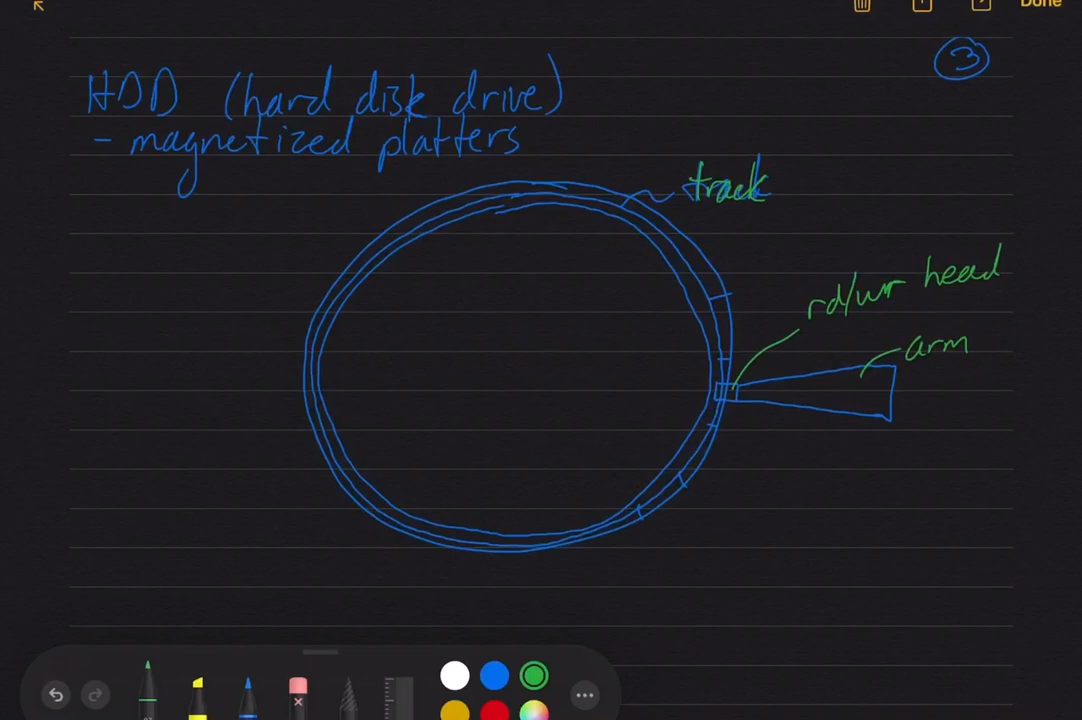 Done
3
HDD (hard disk drive)
- magnetized platters
track
rd/wr head
arm